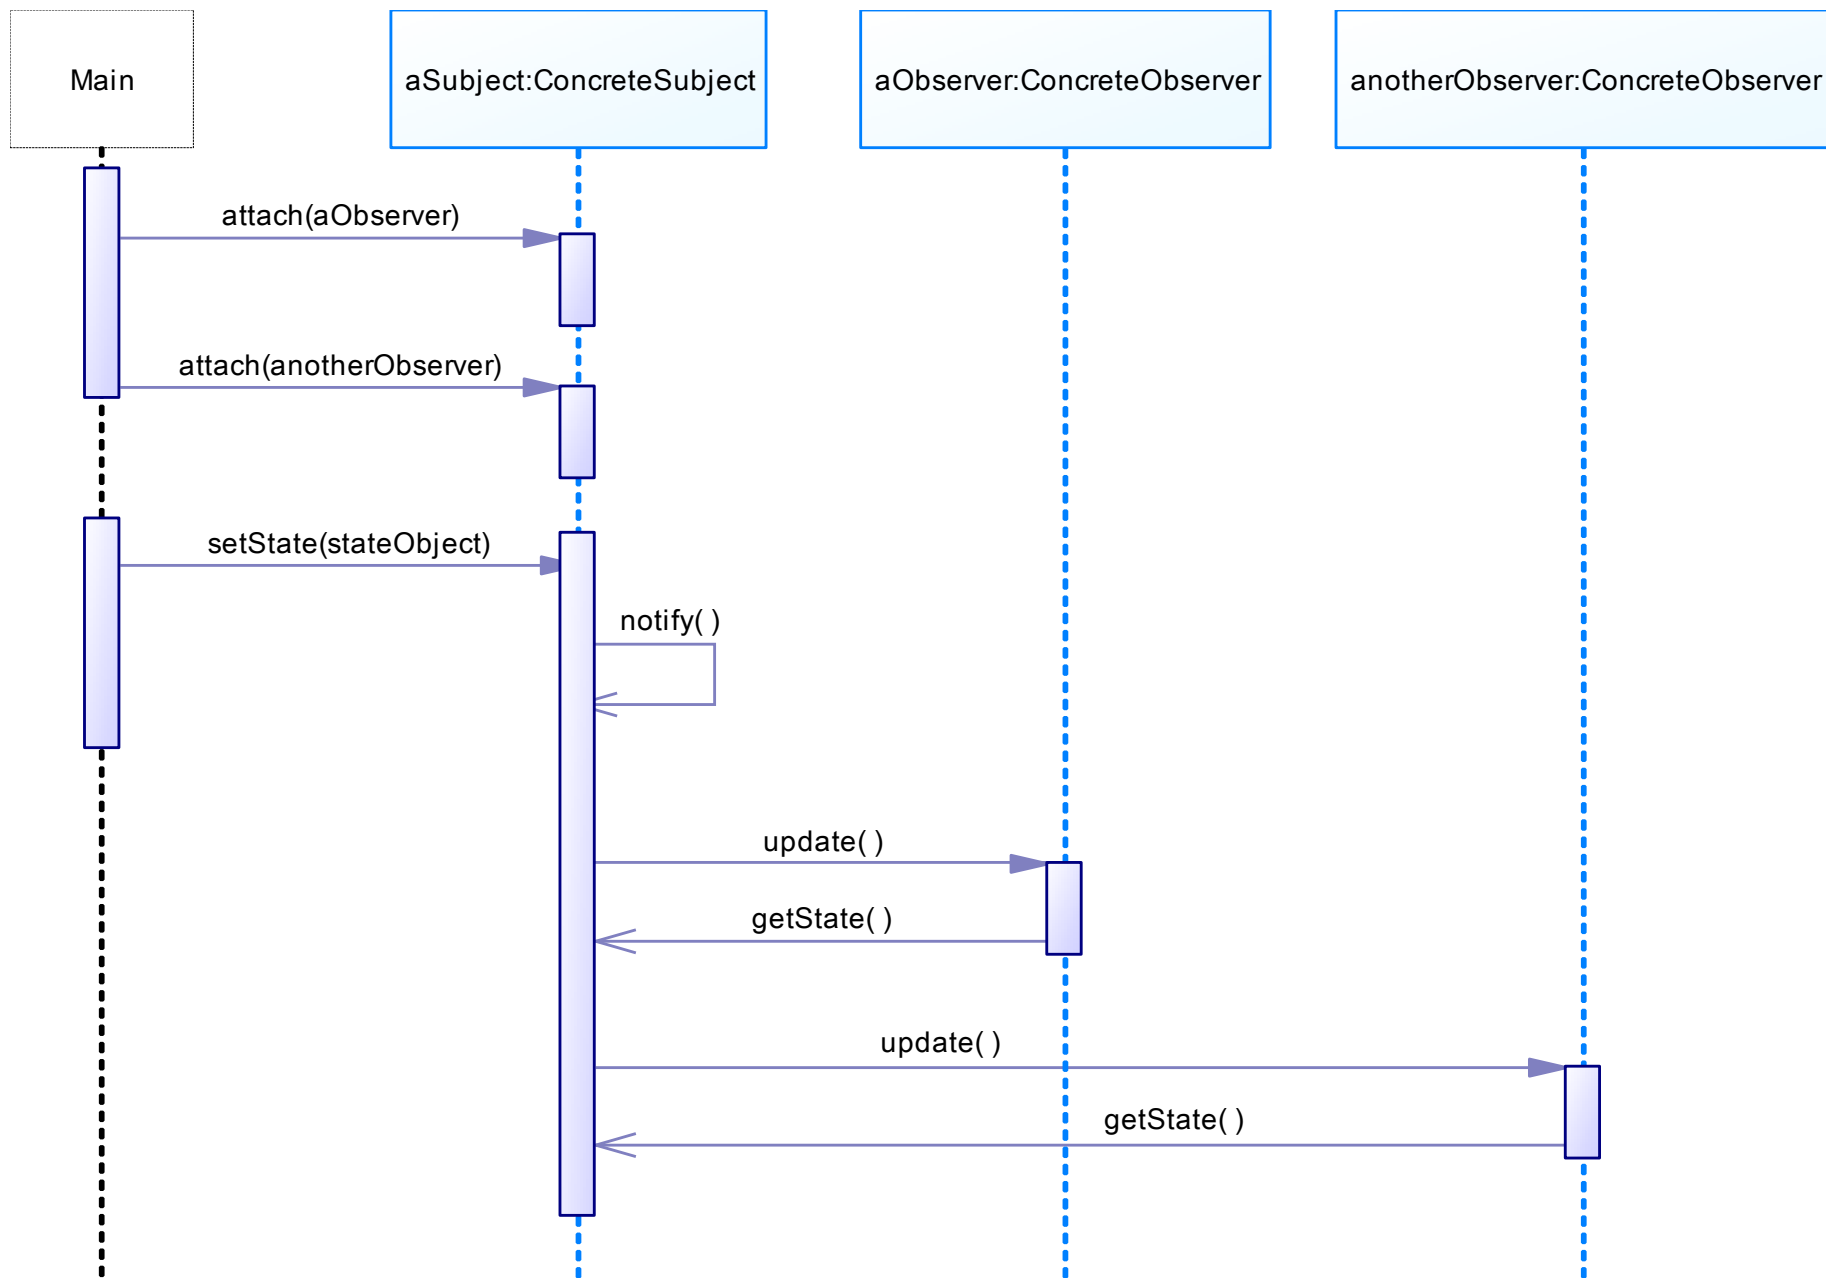 Main
aSubject:ConcreteSubject
aObserver:ConcreteObserver
anotherObserver:ConcreteObserver
attach(aObserver)
attach(anotherObserver)
setState(stateObject)
notify( )
update( )
getState( )
update( )
getState( )